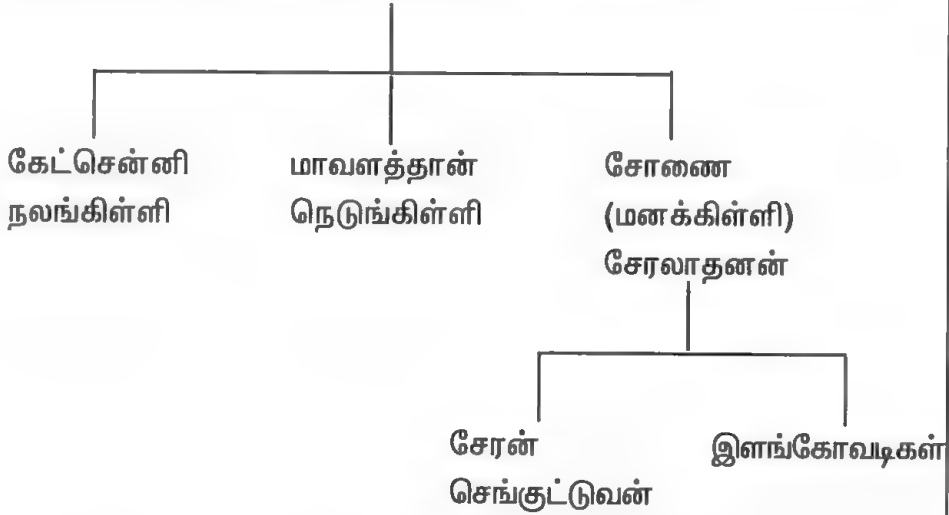 கேட்சென்னி
நலங்கிள்ளி
மாவளத்தான்
நெடுங்கிள்ளி
சோணை
(மனக்கிள்ளி)
சேரலாதனன்
சேரன்
செங்குட்டுவன்
இளங்கோவடிகள்